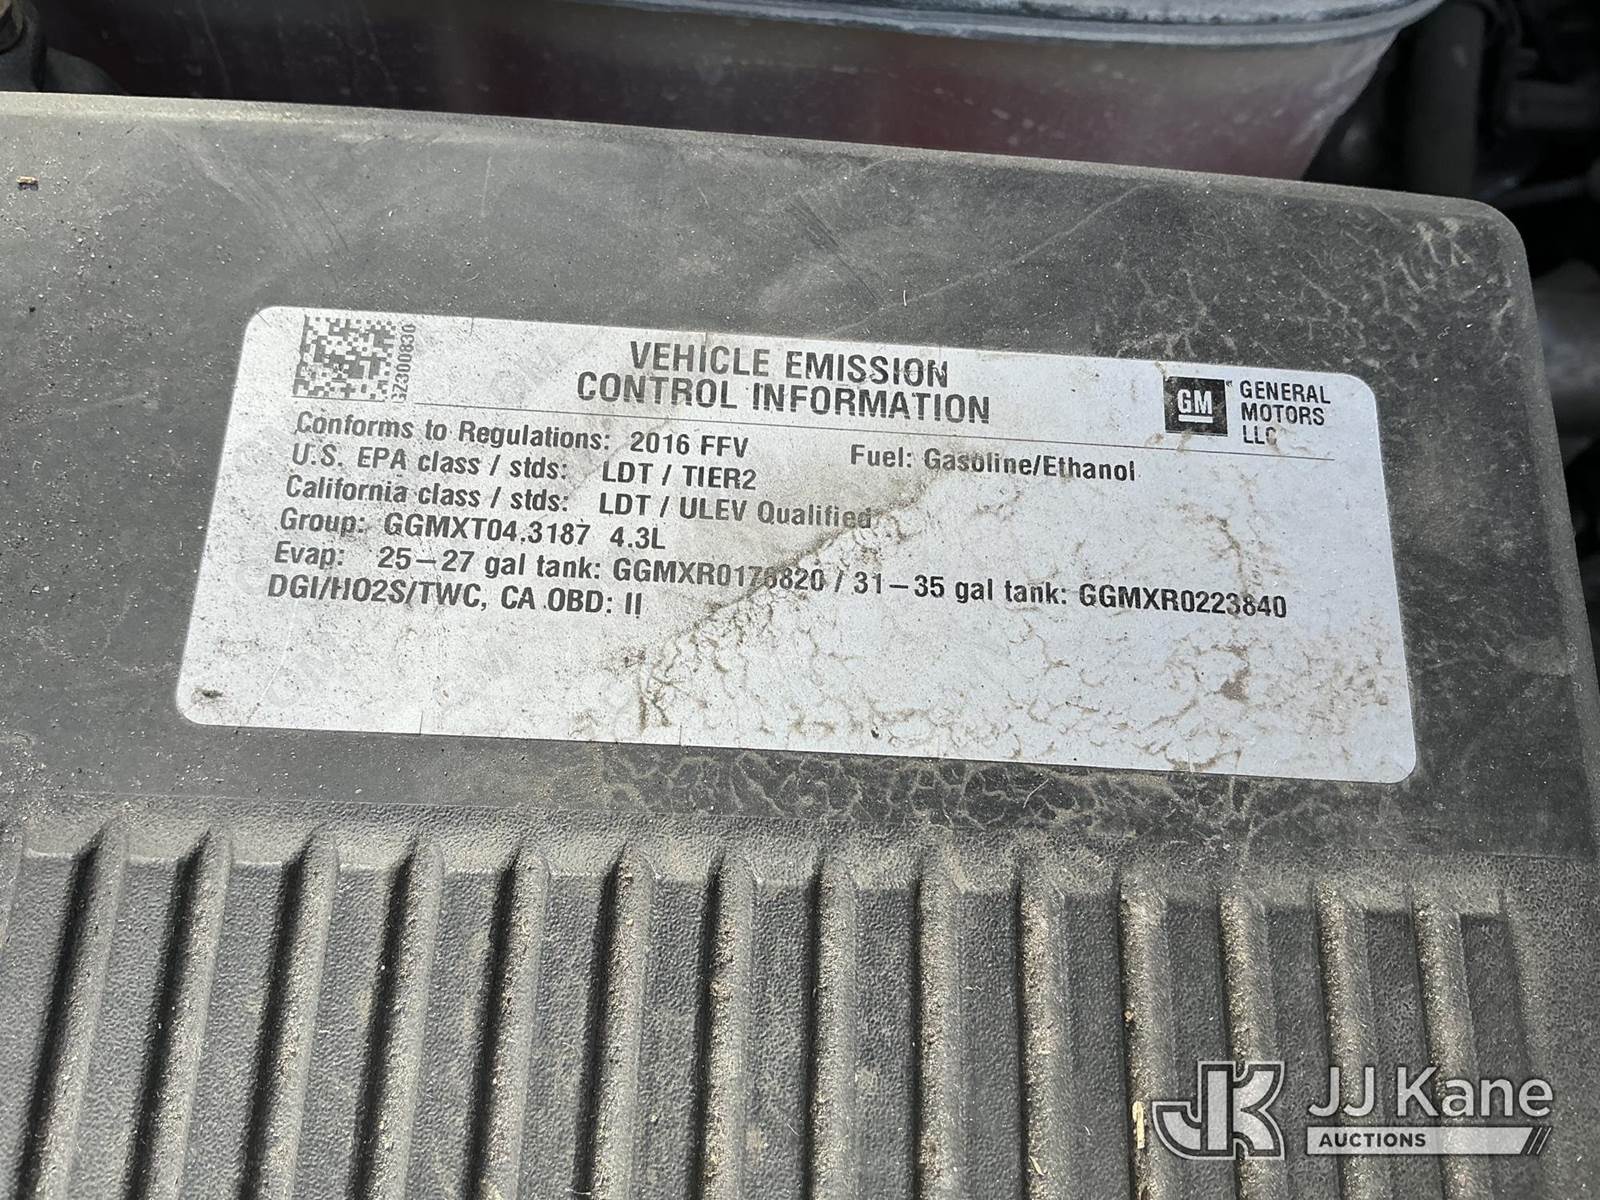 VEHICLE EMISSION
CONTROL INFORMATION
GM GENERAL
MOTORS
LLC
Conforms to Regulations: 2016 FFV Fuel: Gasoline/Ethanol
U.S. EPA class / stds: LDT / TIER2
California class / stds: LDT / ULEV Qualified
Group: GGMXT04.3187 4.3L
Evap: 25–27 gal tank: GGMXR0176820 / 31–35 gal tank: GGMXR0223840
DGI/HO2S/TWC, CA OBD: II
JK JJ Kane
AUCTIONS